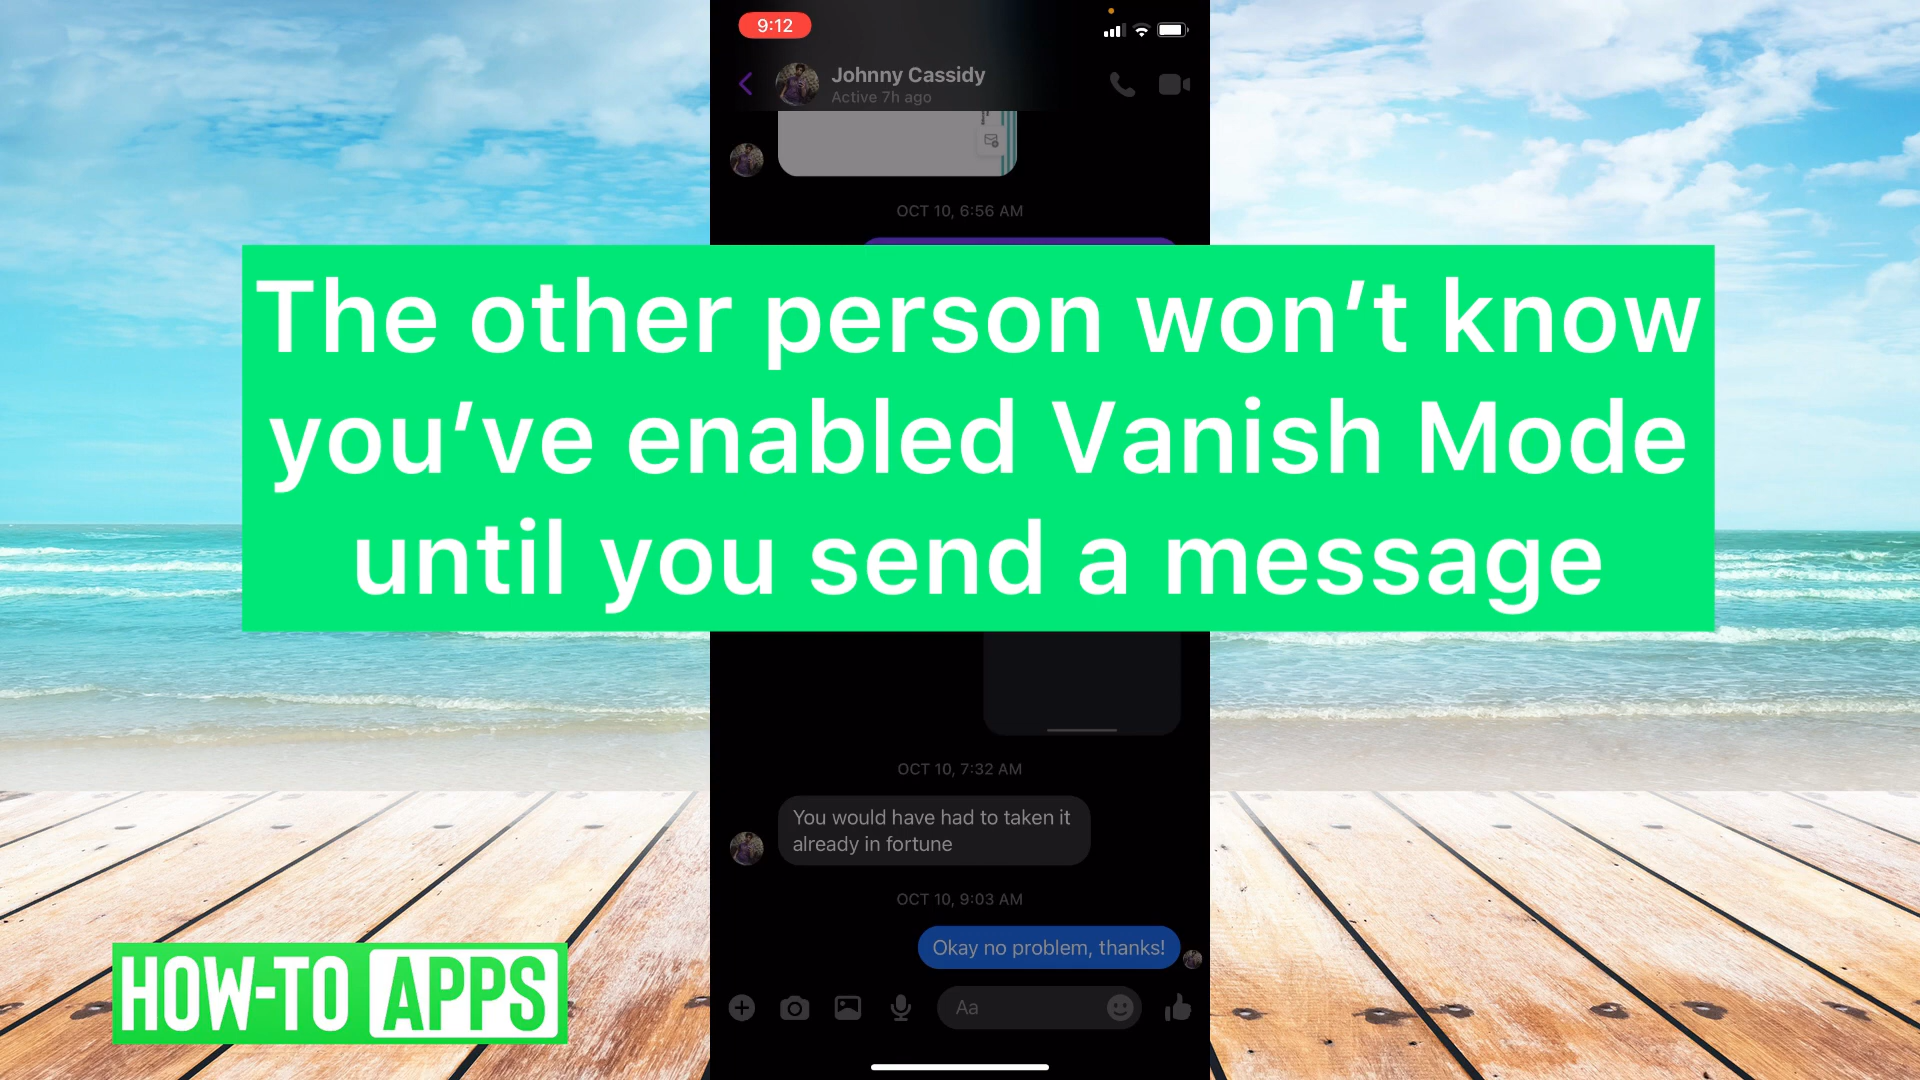 9:12
Johnny Cassidy
Active 7h ago
OCT 10, 6:56 AM
The other person won’t know
you’ve enabled Vanish Mode
until you send a message
OCT 10, 7:32 AM
You would have had to taken it
already in fortune
OCT 10, 9:03 AM
Okay no problem, thanks!
Aa
HOW-TO APPS